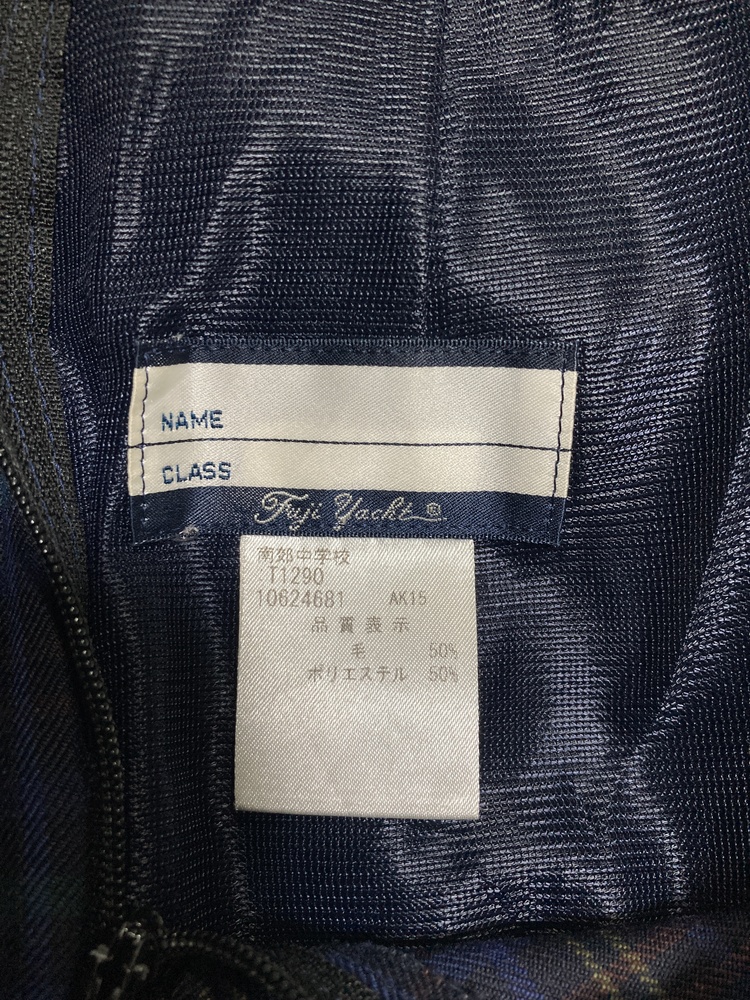 NAME
CLASS
Fuji Yacht ®
南郊中学校
T1290
10624681 AK15
品質表示
毛 50%
ポリエステル 50%